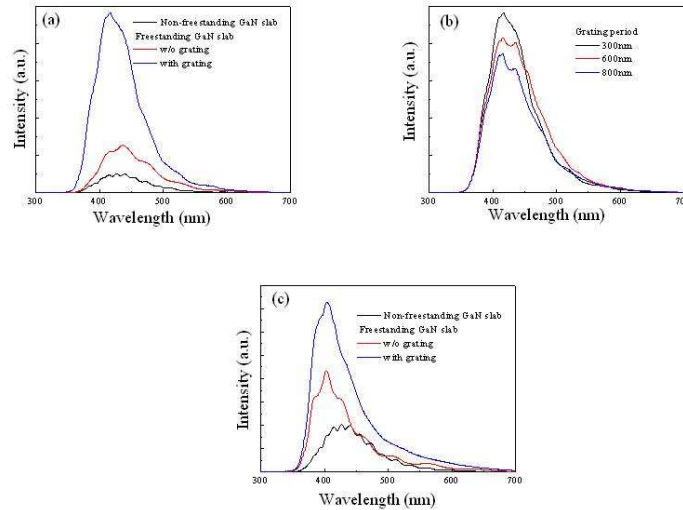 (a)
Non-freestanding GaN slab
Freestanding GaN slab
w/o grating
with grating
Intensity (a.u.)
300 400 500 600 700
Wavelength (nm)
(b)
Grating period
300nm
600nm
800nm
Intensity (a.u.)
300 400 500 600 700
Wavelength (nm)
(c)
Non-freestanding GaN slab
Freestanding GaN slab
w/o grating
with grating
Intensity (a.u.)
300 400 500 600 700
Wavelength (nm)